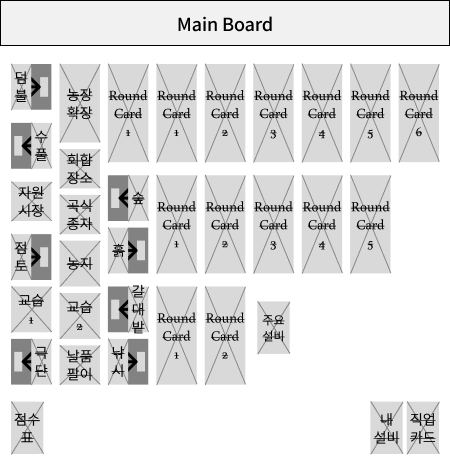 Main Board
덤
불
농장
확장
Round
Card
1
Round
Card
1
Round
Card
2
Round
Card
3
Round
Card
4
Round
Card
5
Round
Card
6
수
풀
회합
장소
자원
시장
곡식
종자
숲
Round
Card
1
Round
Card
2
Round
Card
3
Round
Card
4
Round
Card
5
점
토
농지
흙
교습
1
교습
2
갈
대
밭
Round
Card
1
Round
Card
2
주요
설비
극
단
날품
팔이
낚
시
점수
표
내
설비
직업
카드